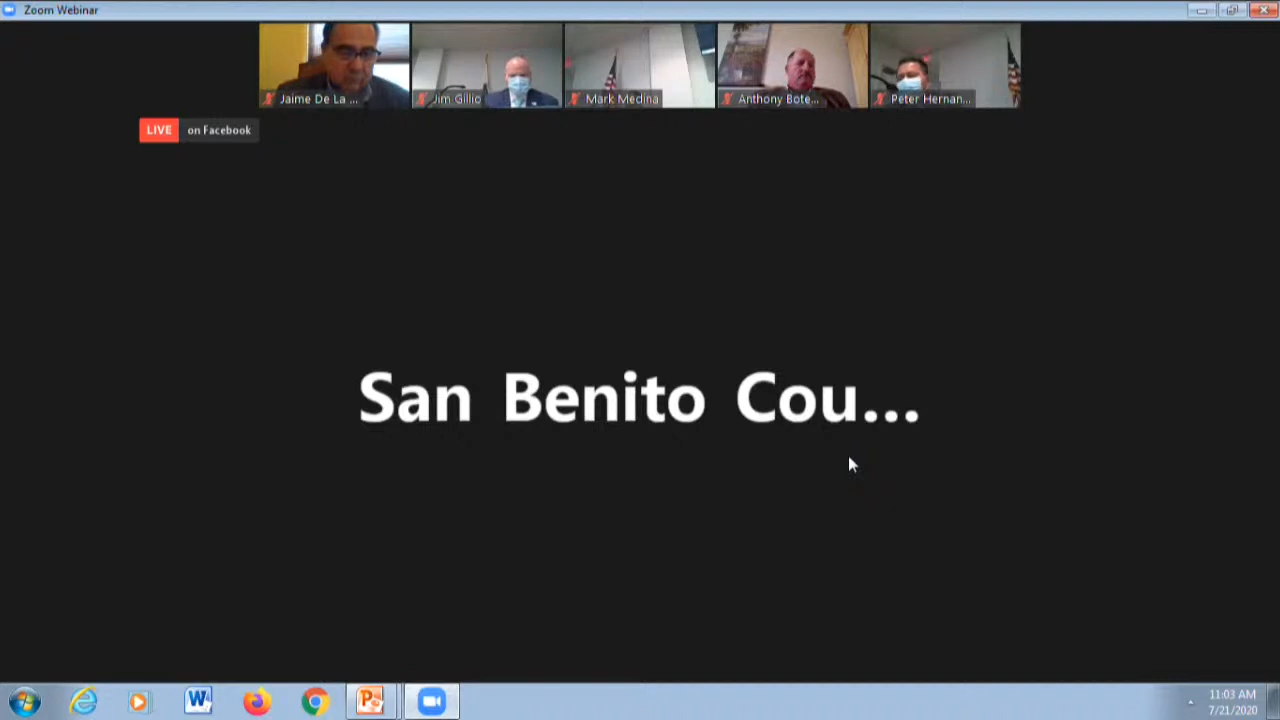 Zoom Webinar
Jaime De La ...
Jim Gillio
Mark Medina
Anthony Bote...
Peter Hernan...
LIVE on Facebook
San Benito Cou...
11:03 AM
7/21/2020